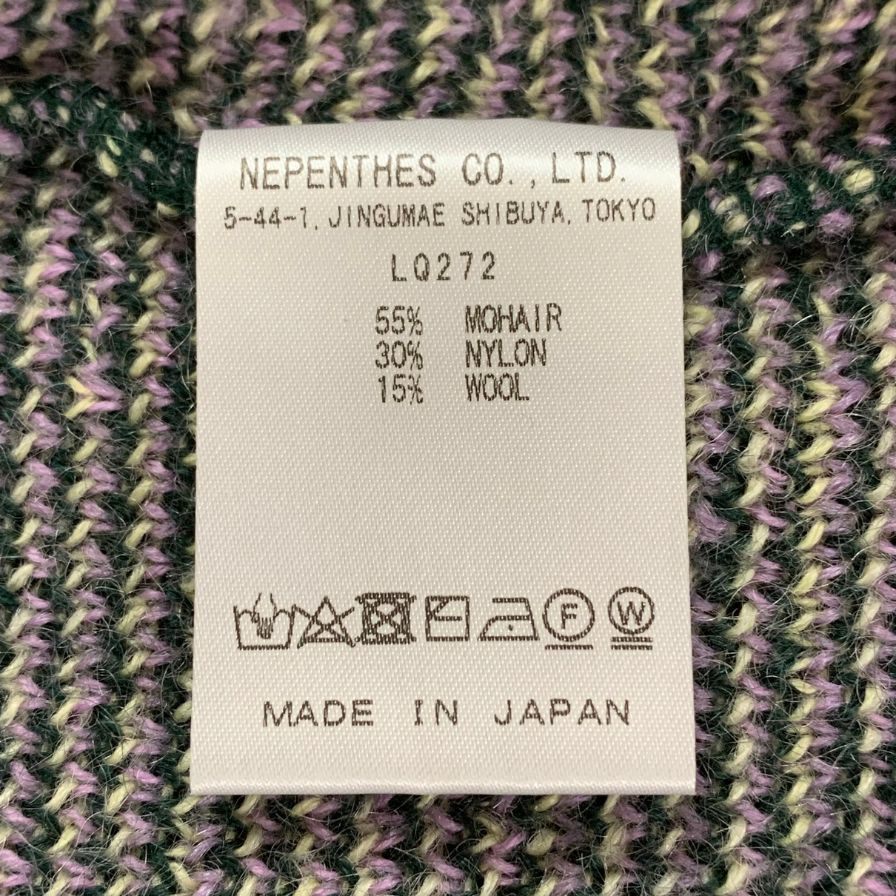 NEPENTHES CO., LTD.
5-44-1, JINGUMAE SHIBUYA, TOKYO
LQ272
55% MOHAIR
30% NYLON
15% WOOL
F W
MADE IN JAPAN